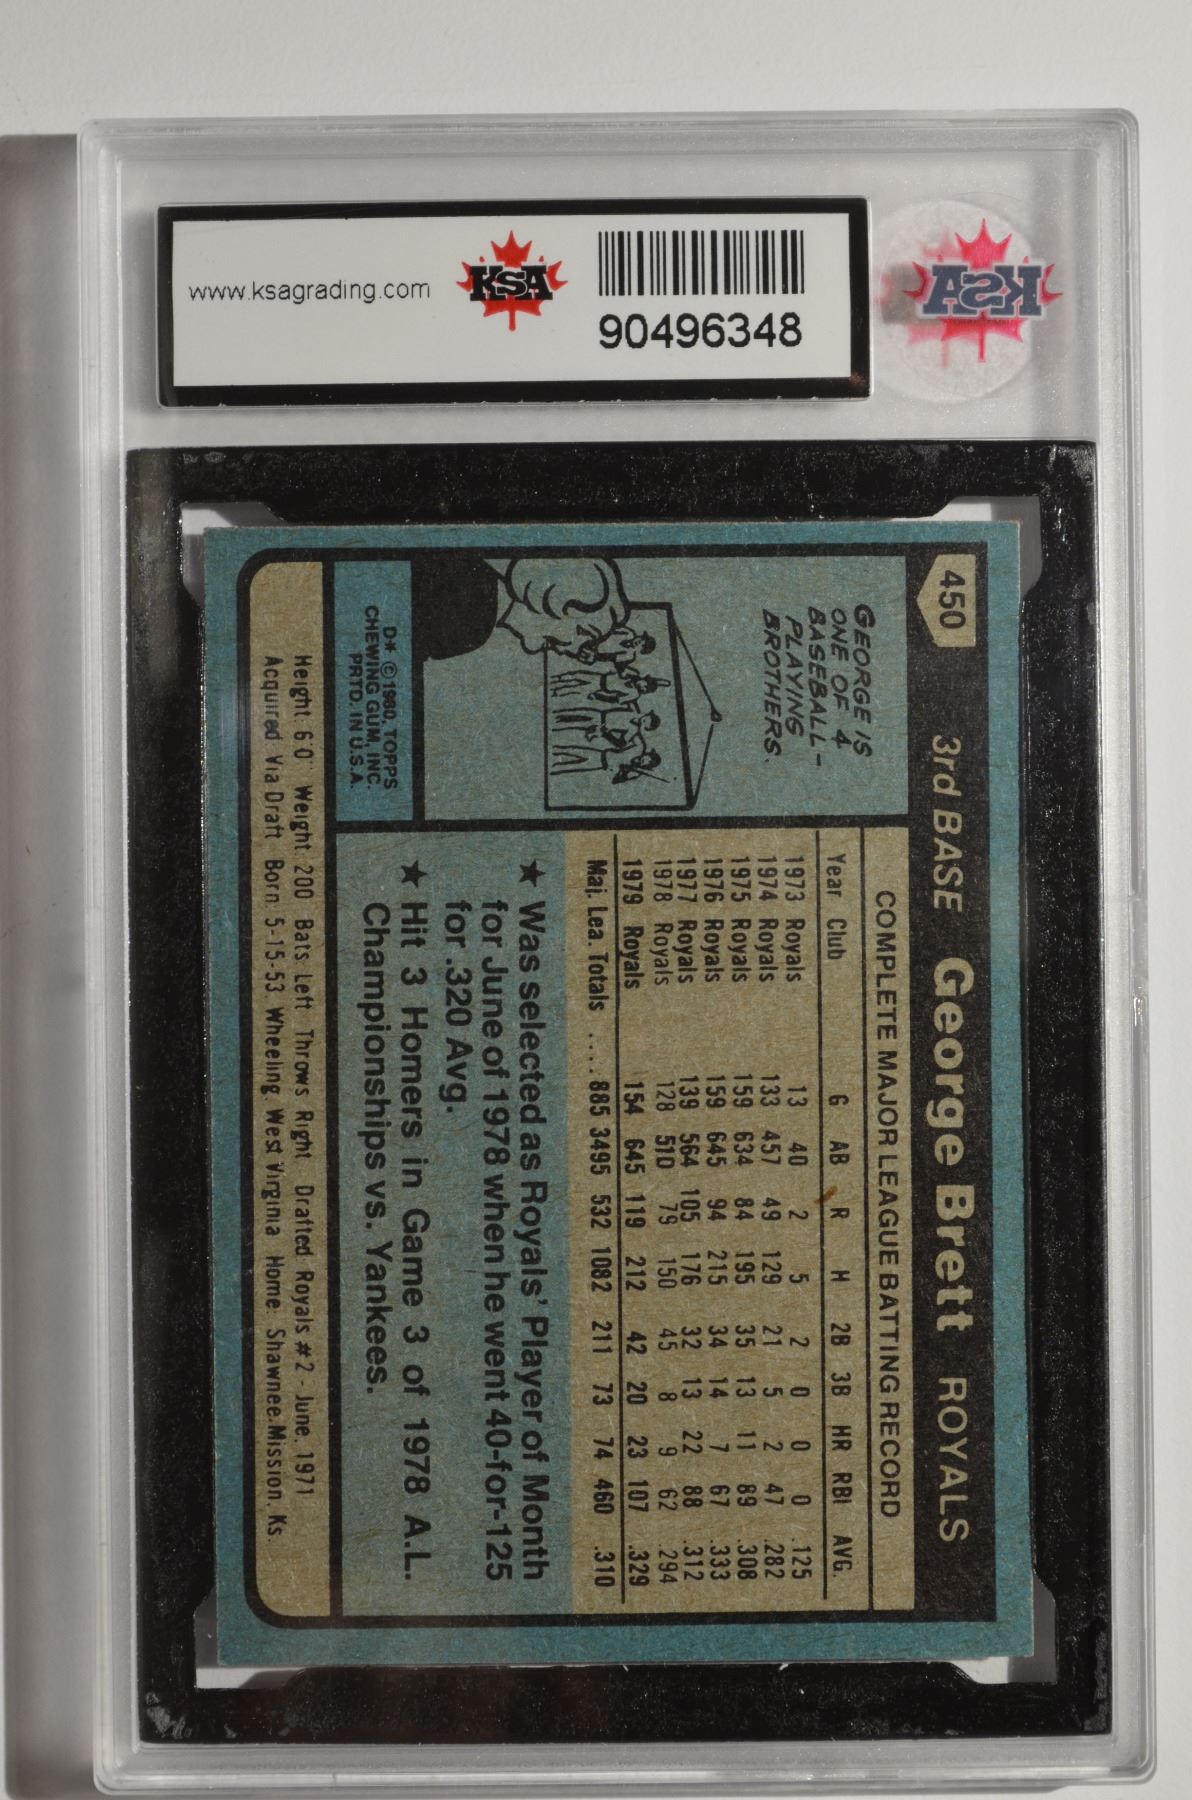 www.ksagrading.com
KSA
90496348
KSA
450
3rd BASE George Brett ROYALS
GEORGE IS
ONE OF 4
BASEBALL-
PLAYING
BROTHERS.
D* © 1980, TOPPS
CHEWING GUM, INC.
PRTD. IN U.S.A.
COMPLETE MAJOR LEAGUE BATTING RECORD
Year Club G AB R H 2B 3B HR RBI AVG.
1973 Royals 13 40 2 5 2 0 0 0 .125
1974 Royals 133 457 49 129 21 5 2 47 .282
1975 Royals 159 634 84 195 35 13 11 89 .308
1976 Royals 159 645 94 215 34 14 7 67 .333
1977 Royals 139 564 105 176 32 13 22 88 .312
1978 Royals 128 510 79 150 45 8 9 62 .294
1979 Royals 154 645 119 212 42 20 23 107 .329
Maj. Lea. Totals .... 885 3495 532 1082 211 73 74 460 .310
★ Was selected as Royals' Player of Month
for June of 1978 when he went 40-for-125
for .320 Avg.
★ Hit 3 Homers in Game 3 of 1978 A.L.
Championships vs. Yankees.
Height: 6'0" Weight: 200 Bats: Left Throws: Right Drafted: Royals #2 - June, 1971
Acquired: Via Draft Born: 5-15-53, Wheeling, West Virginia Home: Shawnee Mission, Ks.